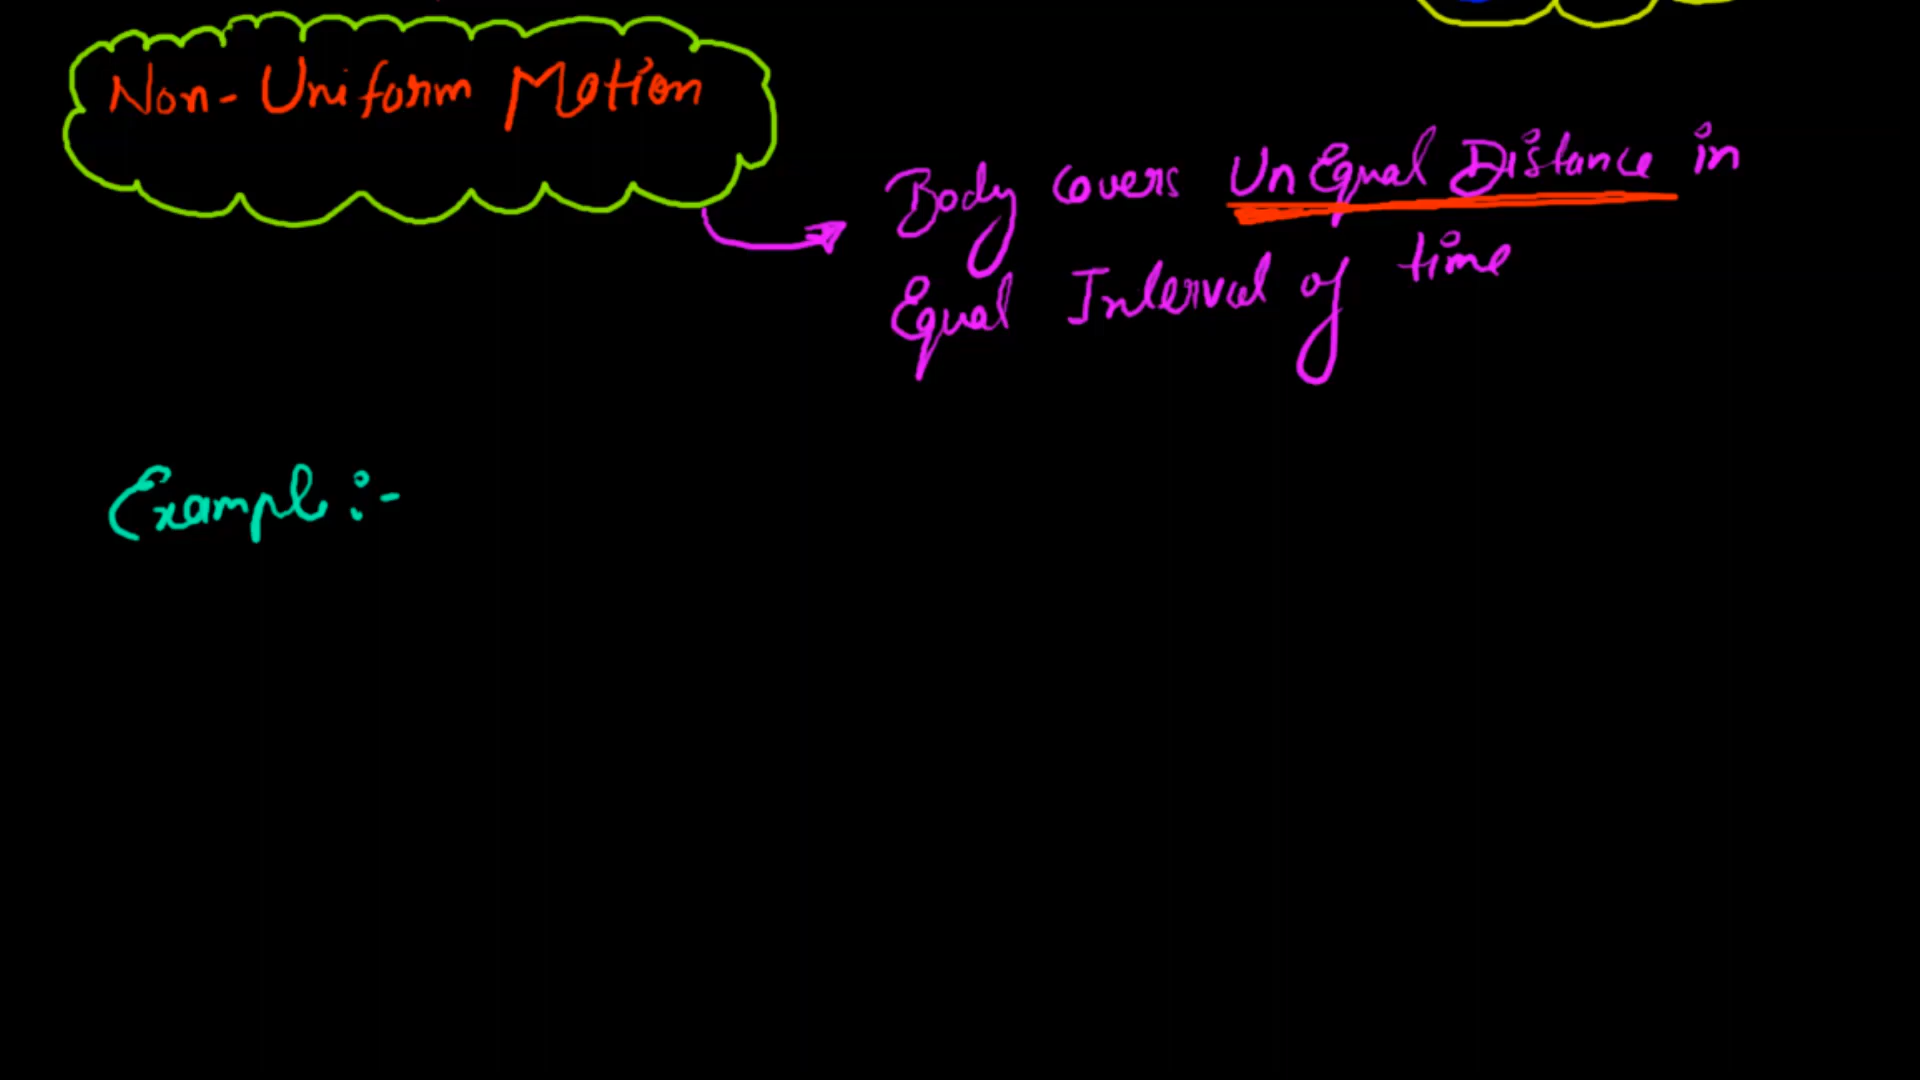 Non-Uniform Motion
Body covers UnEqual Distance in
Equal Interval of time
Example:-